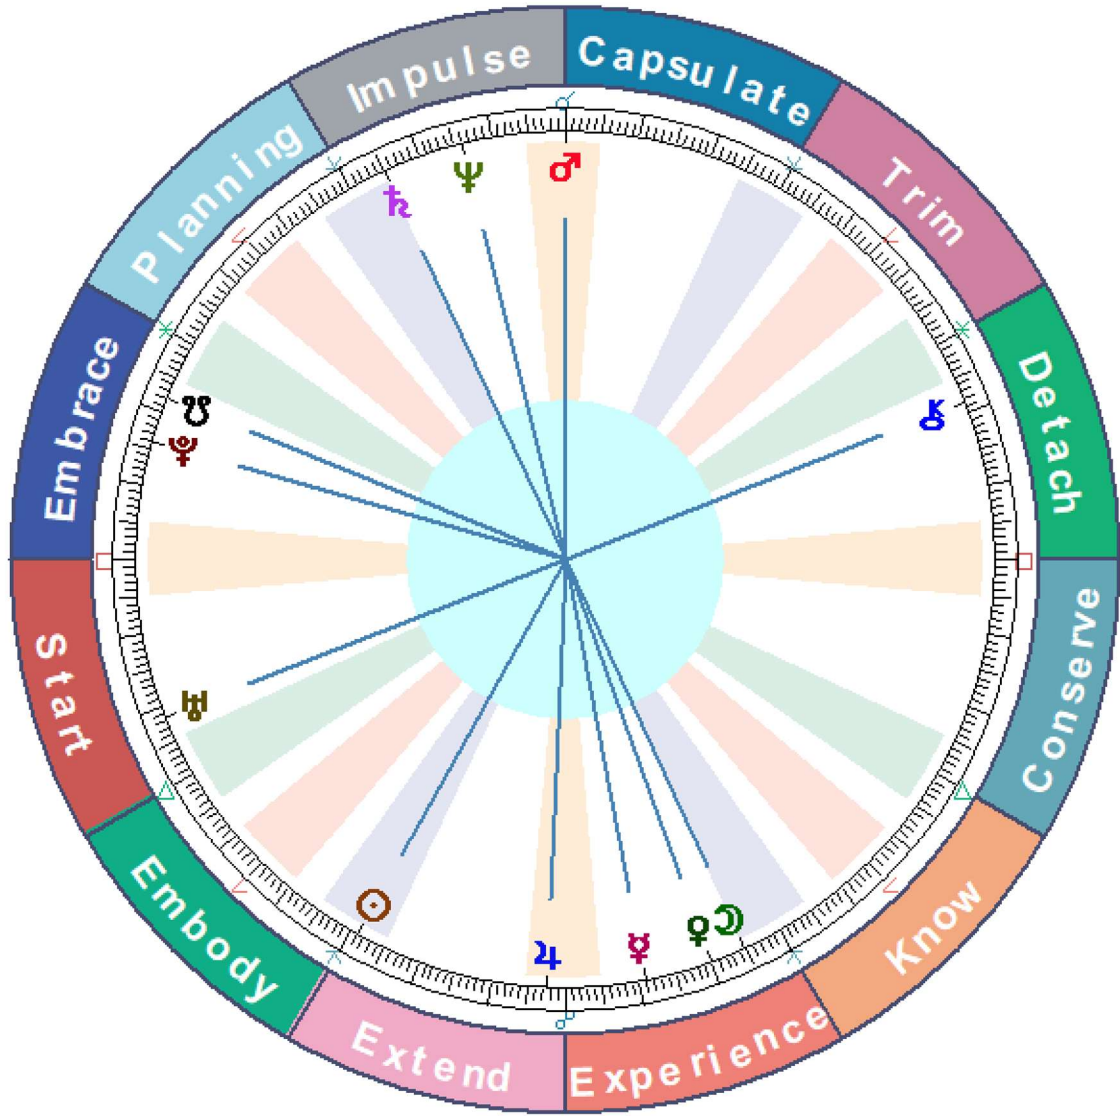 Capsulate
Trim
Detach
Conserve
Know
Experience
Extend
Embody
Start
Embrace
Planning
Impulse